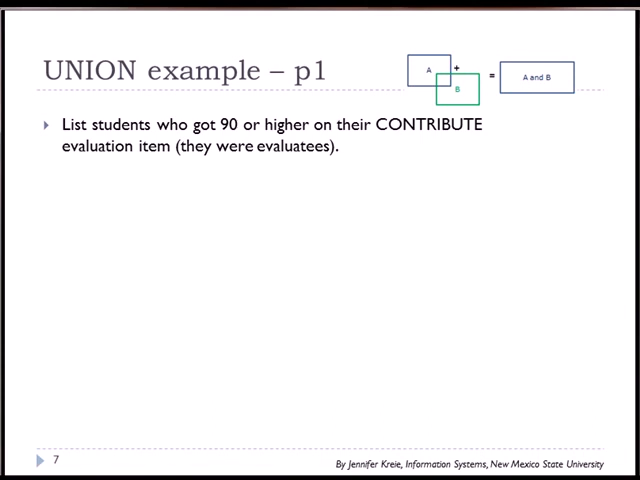 UNION example – p1
A
+
B
=
A and B
List students who got 90 or higher on their CONTRIBUTE
evaluation item (they were evaluatees).
7
By Jennifer Kreie, Information Systems, New Mexico State University